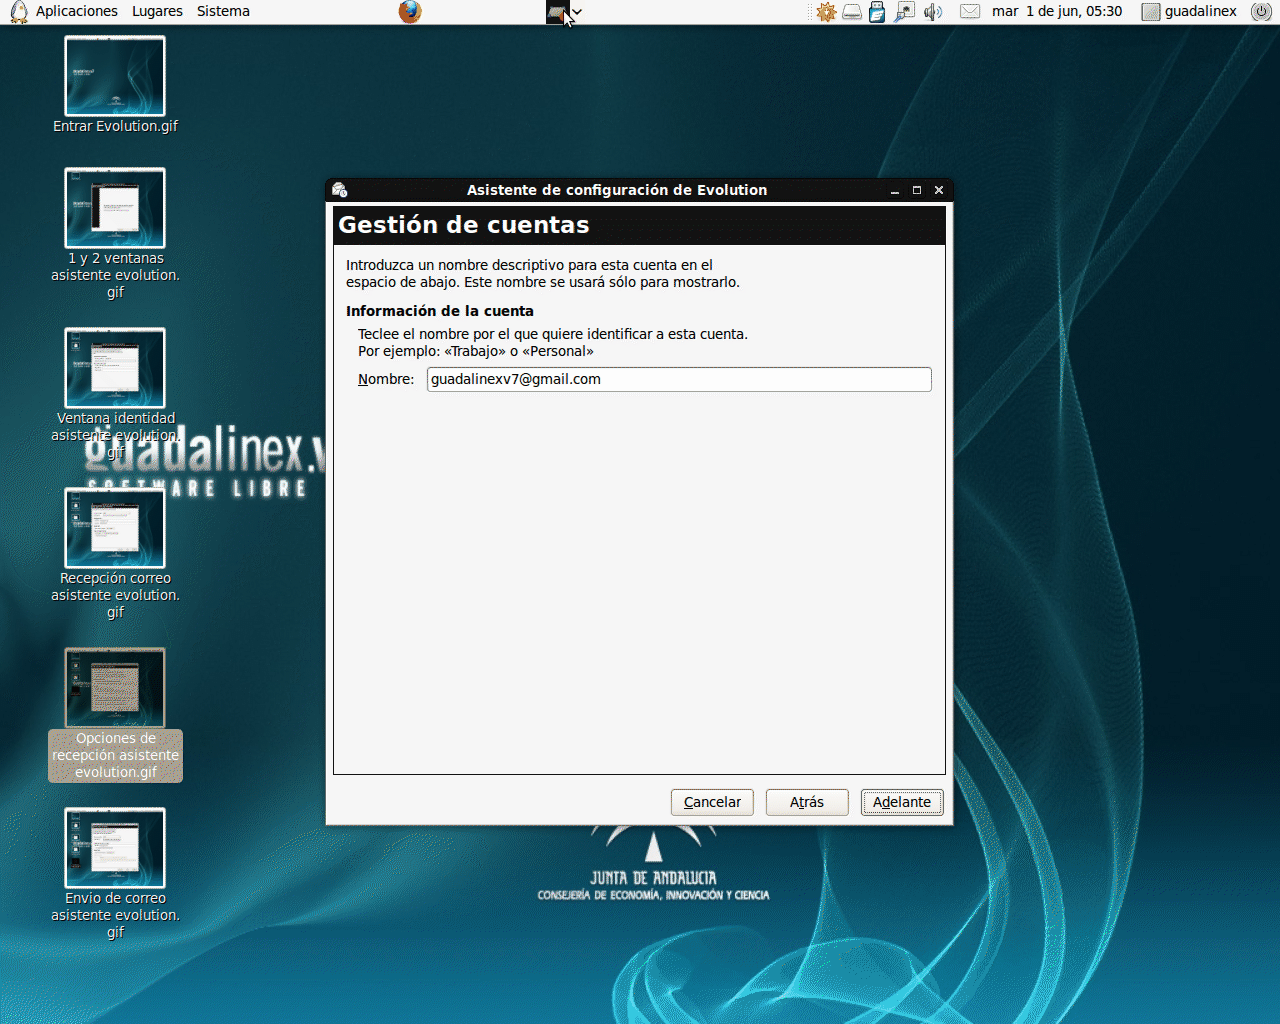 Aplicaciones Lugares Sistema
mar 1 de jun, 05:30 guadalinex
Entrar Evolution.gif
1 y 2 ventanas
asistente evolution.
gif
Ventana identidad
asistente evolution.
gif
guadalinex.v
SOFTWARE LIBRE
Recepción correo
asistente evolution.
gif
Opciones de
recepción asistente
evolution.gif
Envio de correo
asistente evolution.
gif
Asistente de configuración de Evolution
Gestión de cuentas
Introduzca un nombre descriptivo para esta cuenta en el
espacio de abajo. Este nombre se usará sólo para mostrarlo.
Información de la cuenta
Teclee el nombre por el que quiere identificar a esta cuenta.
Por ejemplo: «Trabajo» o «Personal»
Nombre: guadalinexv7@gmail.com
Cancelar Atrás Adelante
JUNTA DE ANDALUCIA
CONSEJERÍA DE ECONOMÍA, INNOVACIÓN Y CIENCIA